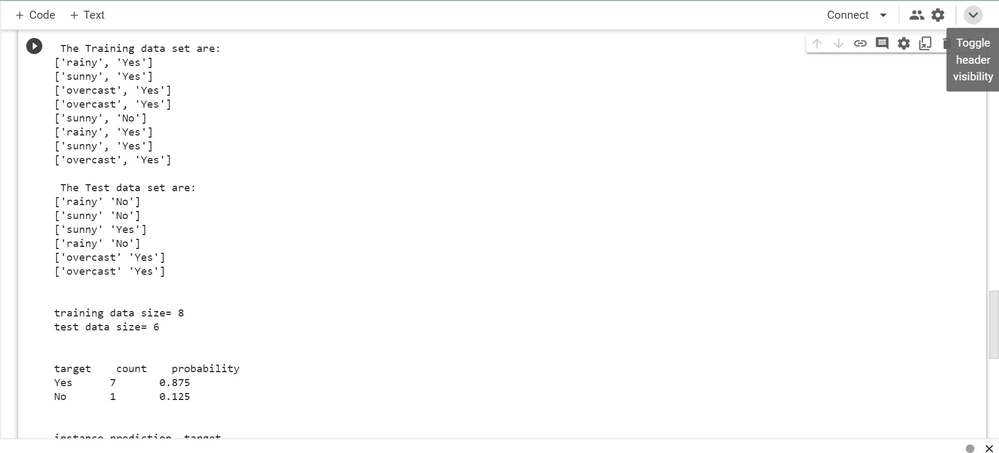 + Code + Text Connect
Toggle
header
visibility
The Training data set are:
['rainy', 'Yes']
['sunny', 'Yes']
['overcast', 'Yes']
['overcast', 'Yes']
['sunny', 'No']
['rainy', 'Yes']
['sunny', 'Yes']
['overcast', 'Yes']
The Test data set are:
['rainy' 'No']
['sunny' 'No']
['sunny' 'Yes']
['rainy' 'No']
['overcast' 'Yes']
['overcast' 'Yes']
training data size= 8
test data size= 6
target count probability
Yes 7 0.875
No 1 0.125
instance prediction target